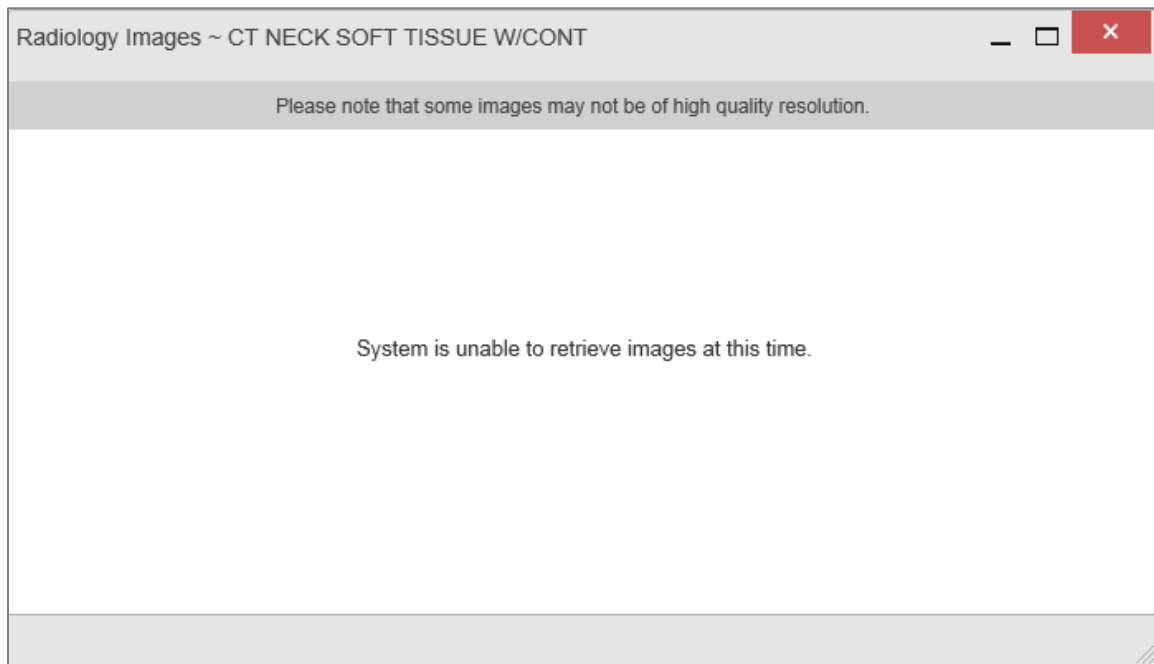 Radiology Images ~ CT NECK SOFT TISSUE W/CONT
Please note that some images may not be of high quality resolution.
System is unable to retrieve images at this time.